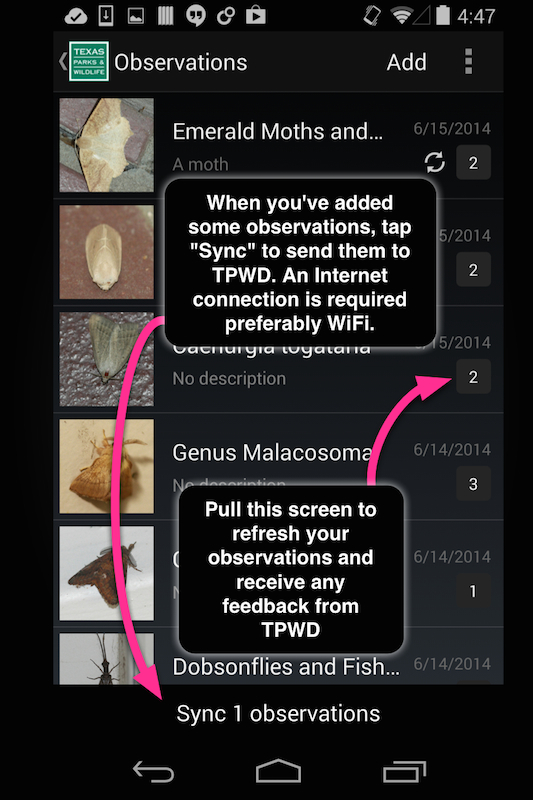 4:47
TEXAS
PARKS &
WILDLIFE
Observations
Add
Emerald Moths and...
6/15/2014
A moth
2
When you've added
some observations, tap
"Sync" to send them to
TPWD. An Internet
connection is required
preferably WiFi.
5/2014
2
15/2014
No description
2
Genus Malacosoma
6/14/2014
No description
3
Pull this screen to
refresh your
observations and
receive any
feedback from
TPWD
6/14/2014
1
Dobsonflies and Fish...
6/14/2014
Sync 1 observations